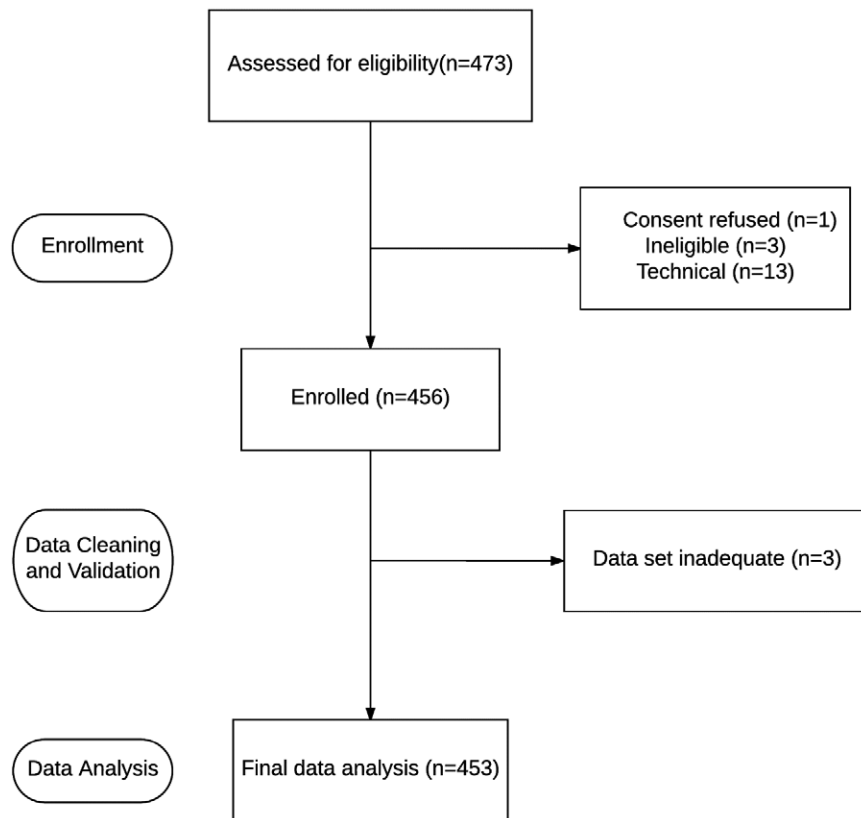 Assessed for eligibility(n=473)
Enrollment
Consent refused (n=1)
Ineligible (n=3)
Technical (n=13)
Enrolled (n=456)
Data Cleaning
and Validation
Data set inadequate (n=3)
Data Analysis
Final data analysis (n=453)